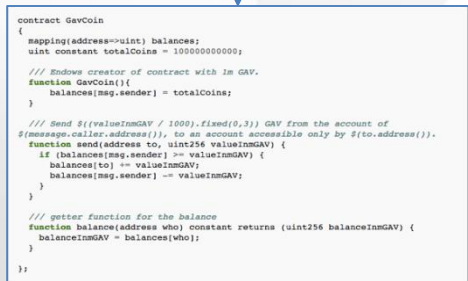 contract GavCoin
{
mapping(address=>uint) balances;
uint constant totalCoins = 100000000000;
/// Endows creator of contract with 1m GAV.
function GavCoin(){
balances[msg.sender] = totalCoins;
}
/// Send $((valueInmGAV / 1000).fixed(0,3)) GAV from the account of
$(message.caller.address()), to an account accessible only by $(to.address()).
function send(address to, uint256 valueInmGAV) {
if (balances[msg.sender] >= valueInmGAV) {
balances[to] += valueInmGAV;
balances[msg.sender] -= valueInmGAV;
}
}
/// getter function for the balance
function balance(address who) constant returns (uint256 balanceInmGAV) {
balanceInmGAV = balances[who];
}
};